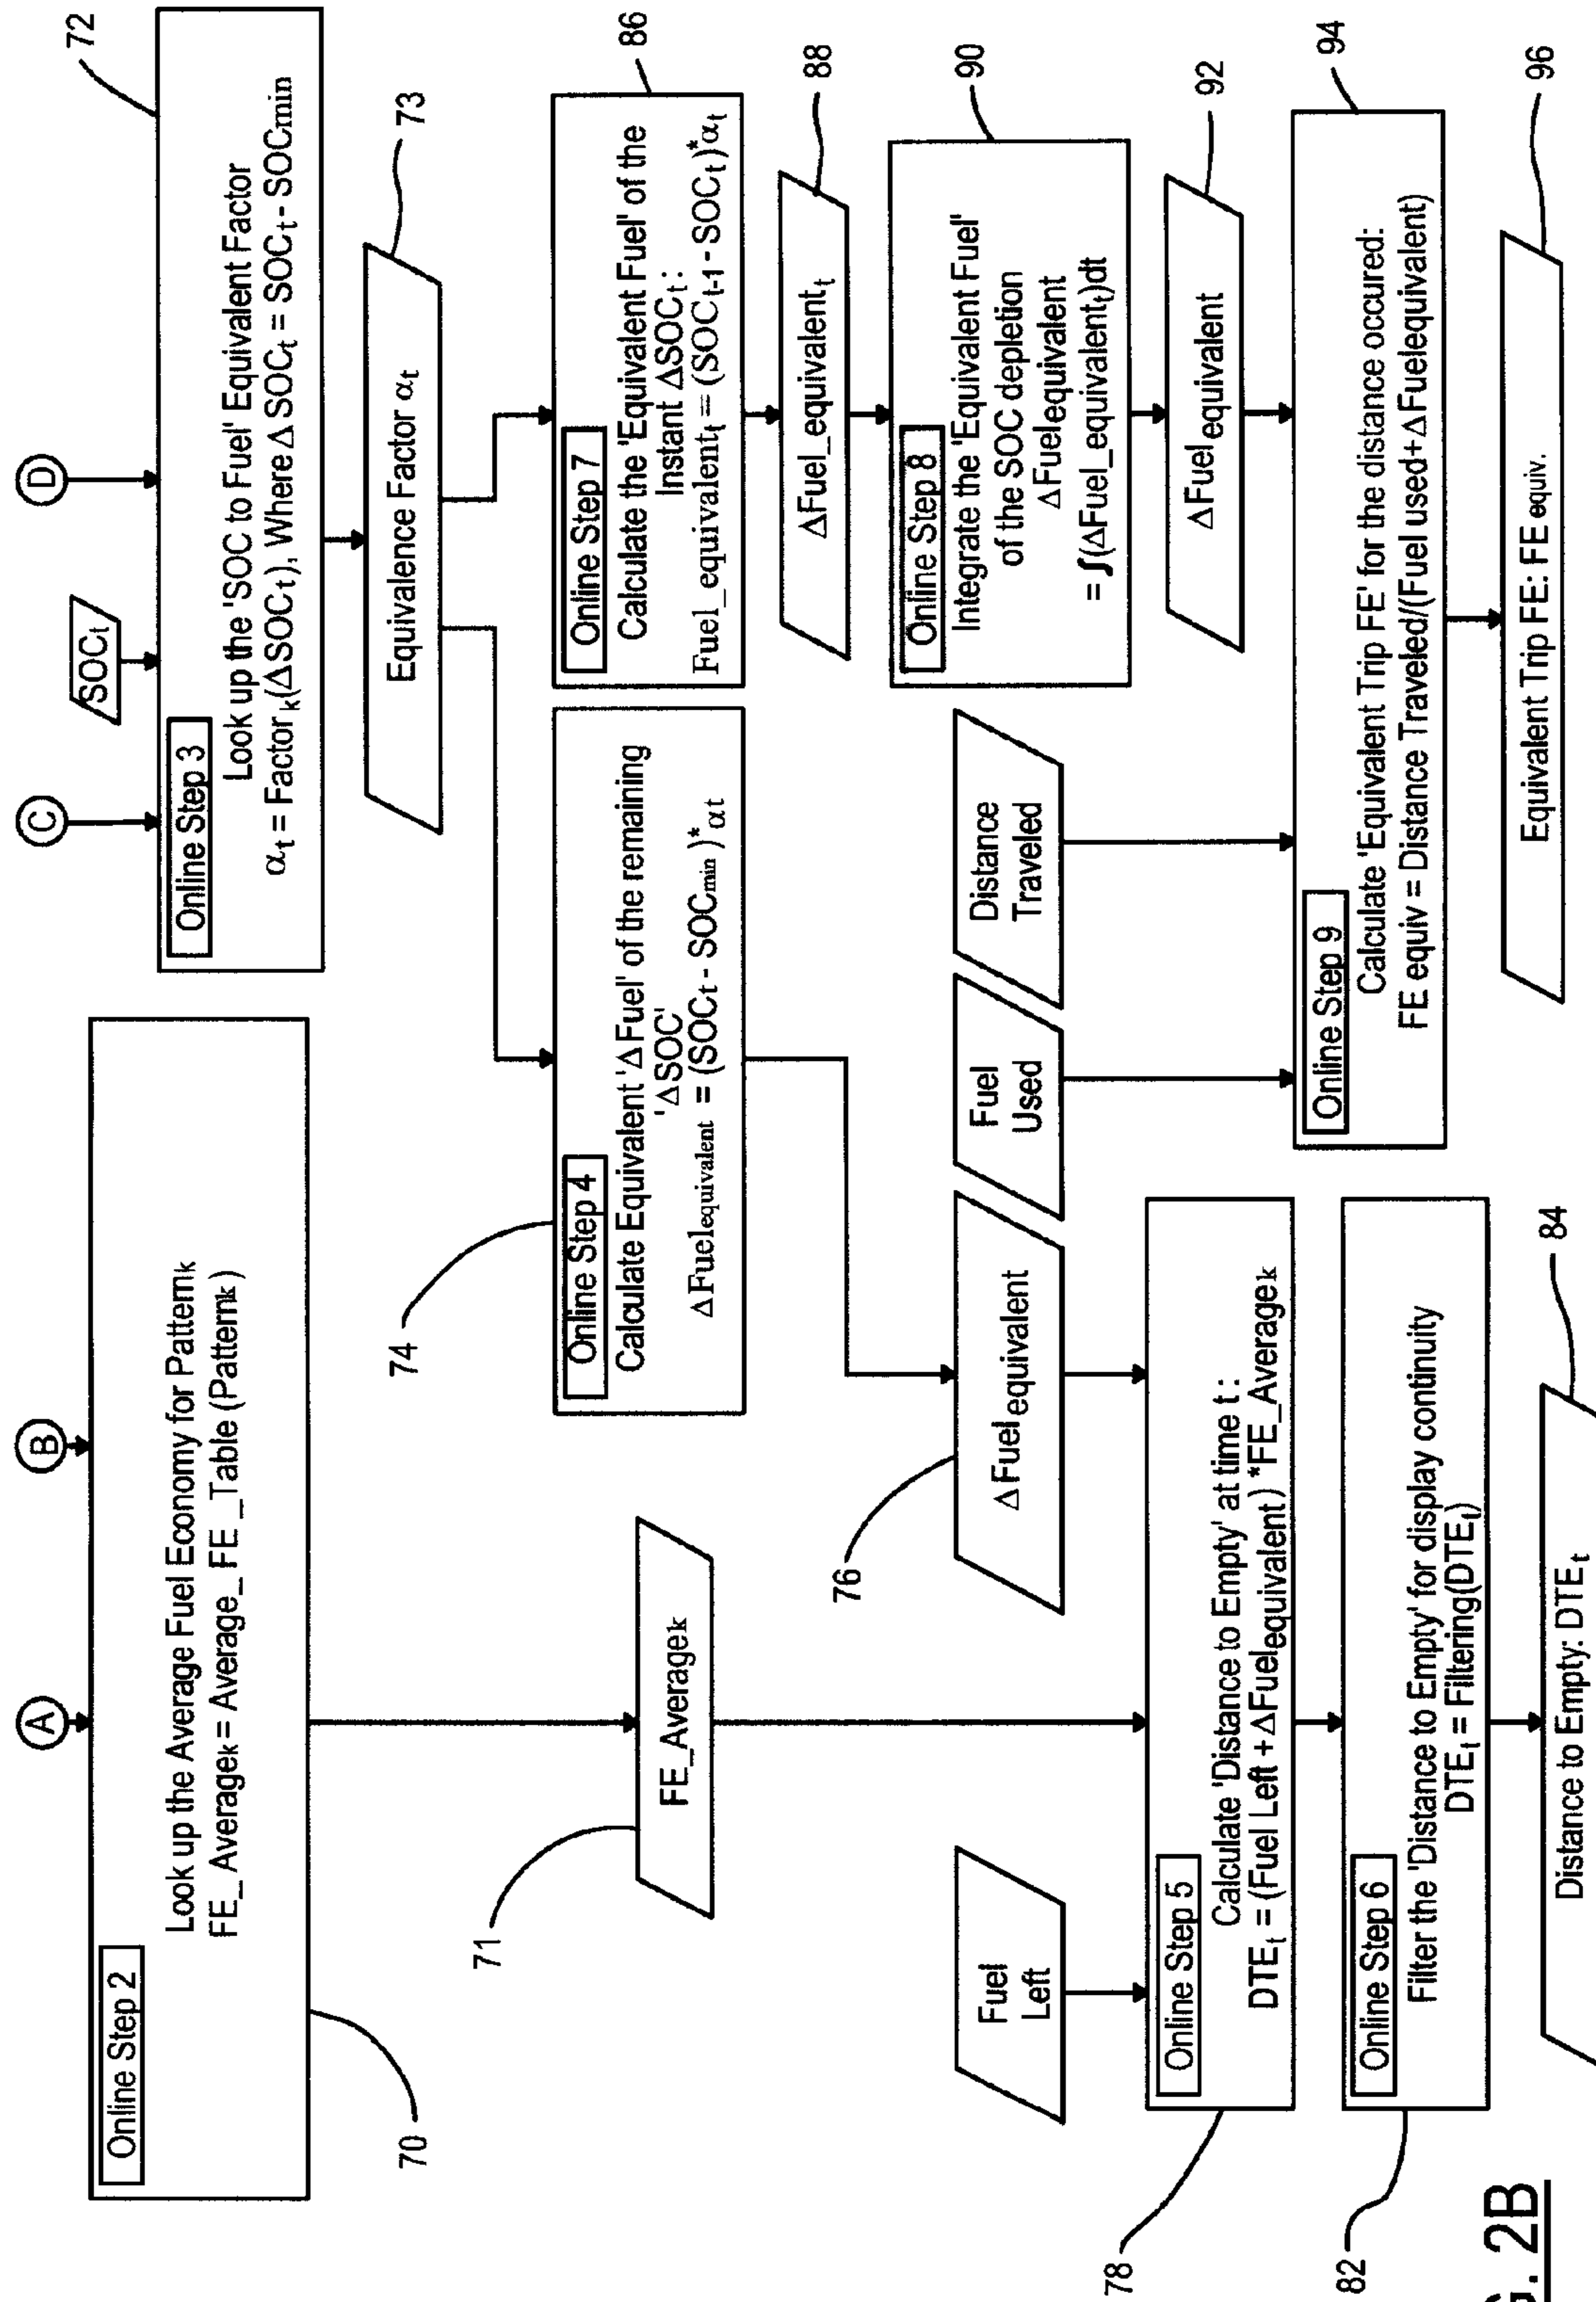 A
B
C
SOCt
D
Online Step 2
Look up the Average Fuel Economy for Patternk
FE_Averagek = Average_FE_Table (Patternk)
70
Online Step 3
Look up the 'SOC to Fuel' Equivalent Factor
αt = Factork(ΔSOCt), Where ΔSOCt = SOCt - SOCmin
72
Equivalence Factor αt
73
Online Step 4
Calculate Equivalent 'ΔFuel' of the remaining
'ΔSOC'
ΔFuelequivalent = (SOCt - SOCmin)*αt
74
Online Step 7
Calculate the 'Equivalent Fuel' of the
Instant ΔSOCt:
Fuel_equivalentt = (SOCt-1 - SOCt)*αt
86
FE_Averagek
71
ΔFuel_equivalentt
88
Online Step 8
Integrate the 'Equivalent Fuel'
of the SOC depletion
ΔFuelequivalent
= ∫(ΔFuel_equivalentt)dt
90
Fuel
Left
ΔFuelequivalent
76
Fuel
Used
Distance
Traveled
ΔFuelequivalent
92
Online Step 5
Calculate 'Distance to Empty' at time t :
DTEt = (Fuel Left +ΔFuelequivalent) *FE_Averagek
78
Online Step 6
Filter the 'Distance to Empty' for display continuity
DTEt = Filtering(DTEt)
82
Distance to Empty: DTEt
84
Online Step 9
Calculate 'Equivalent Trip FE' for the distance occured:
FE equiv = Distance Traveled/(Fuel used+ΔFuelequivalent)
94
Equivalent Trip FE: FE equiv.
96
G. 2B